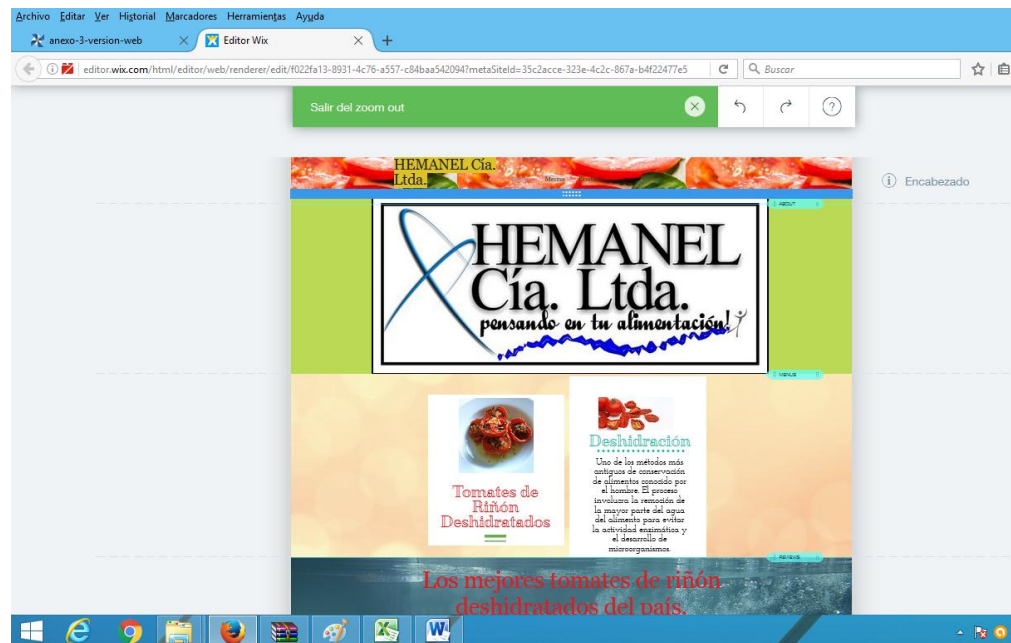 Archivo Editar Ver Historial Marcadores Herramientas Ayuda
anexo-3-version-web
Editor Wix
editor.wix.com/html/editor/web/renderer/edit/f022fa13-8931-4c76-a557-c84baa542094?metaSiteId=35c2acce-323e-4c2c-867a-b4f22477e5
Buscar
Salir del zoom out
HEMANEL Cía.
Ltda.
Menus
Encabezado
ABOUT
HEMANEL
Cía. Ltda.
pensando en tu alimentación!
MENUS
Tomates de
Riñón
Deshidratados
Deshidración
Uno de los métodos más
antiguos de conservación
de alimentos conocido por
el hombre. El proceso
involucra la remoción de
la mayor parte del agua
del alimento para evitar
la actividad enzimática y
el desarrollo de
microorganismos.
REVIEWS
Los mejores tomates de riñón
deshidratados del país.